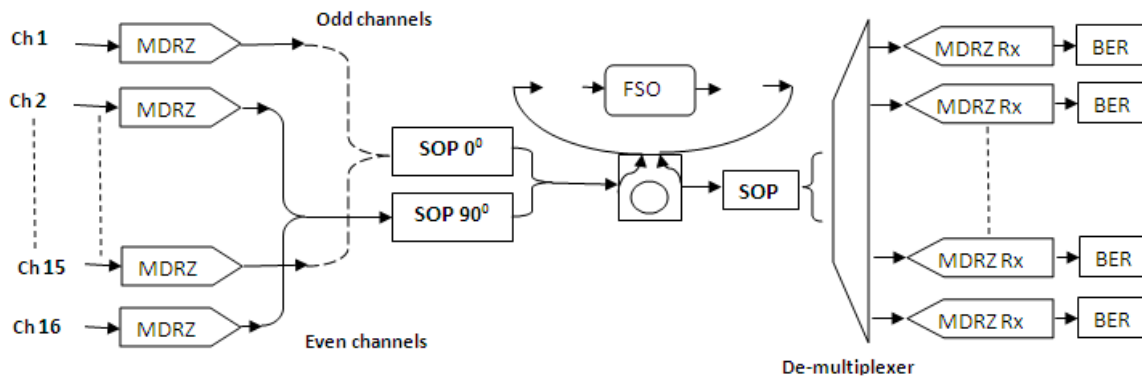 Odd channels
Ch 1
MDRZ
MDRZ Rx
BER
FSO
Ch 2
MDRZ
MDRZ Rx
BER
SOP 0⁰
SOP
SOP 90⁰
Ch 15
MDRZ
MDRZ Rx
BER
Ch 16
MDRZ
MDRZ Rx
BER
Even channels
De-multiplexer